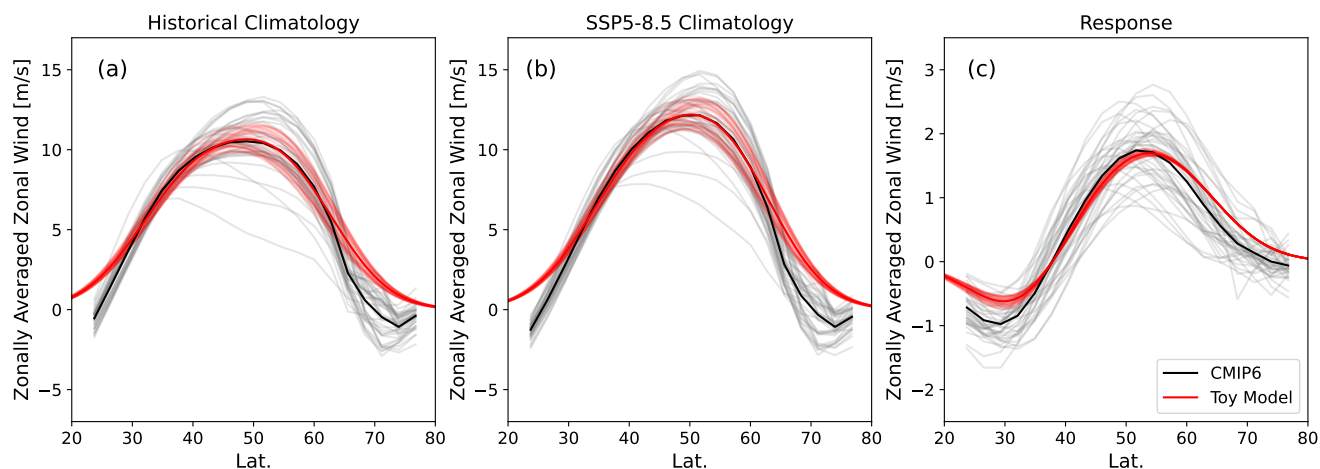 Historical Climatology
SSP5-8.5 Climatology
Response
(a)
(b)
(c)
Zonally Averaged Zonal Wind [m/s]
15
10
5
0
−5
20 30 40 50 60 70 80
Lat.
Zonally Averaged Zonal Wind [m/s]
15
10
5
0
−5
20 30 40 50 60 70 80
Lat.
Zonally Averaged Zonal Wind [m/s]
3
2
1
0
−1
−2
20 30 40 50 60 70 80
Lat.
CMIP6
Toy Model